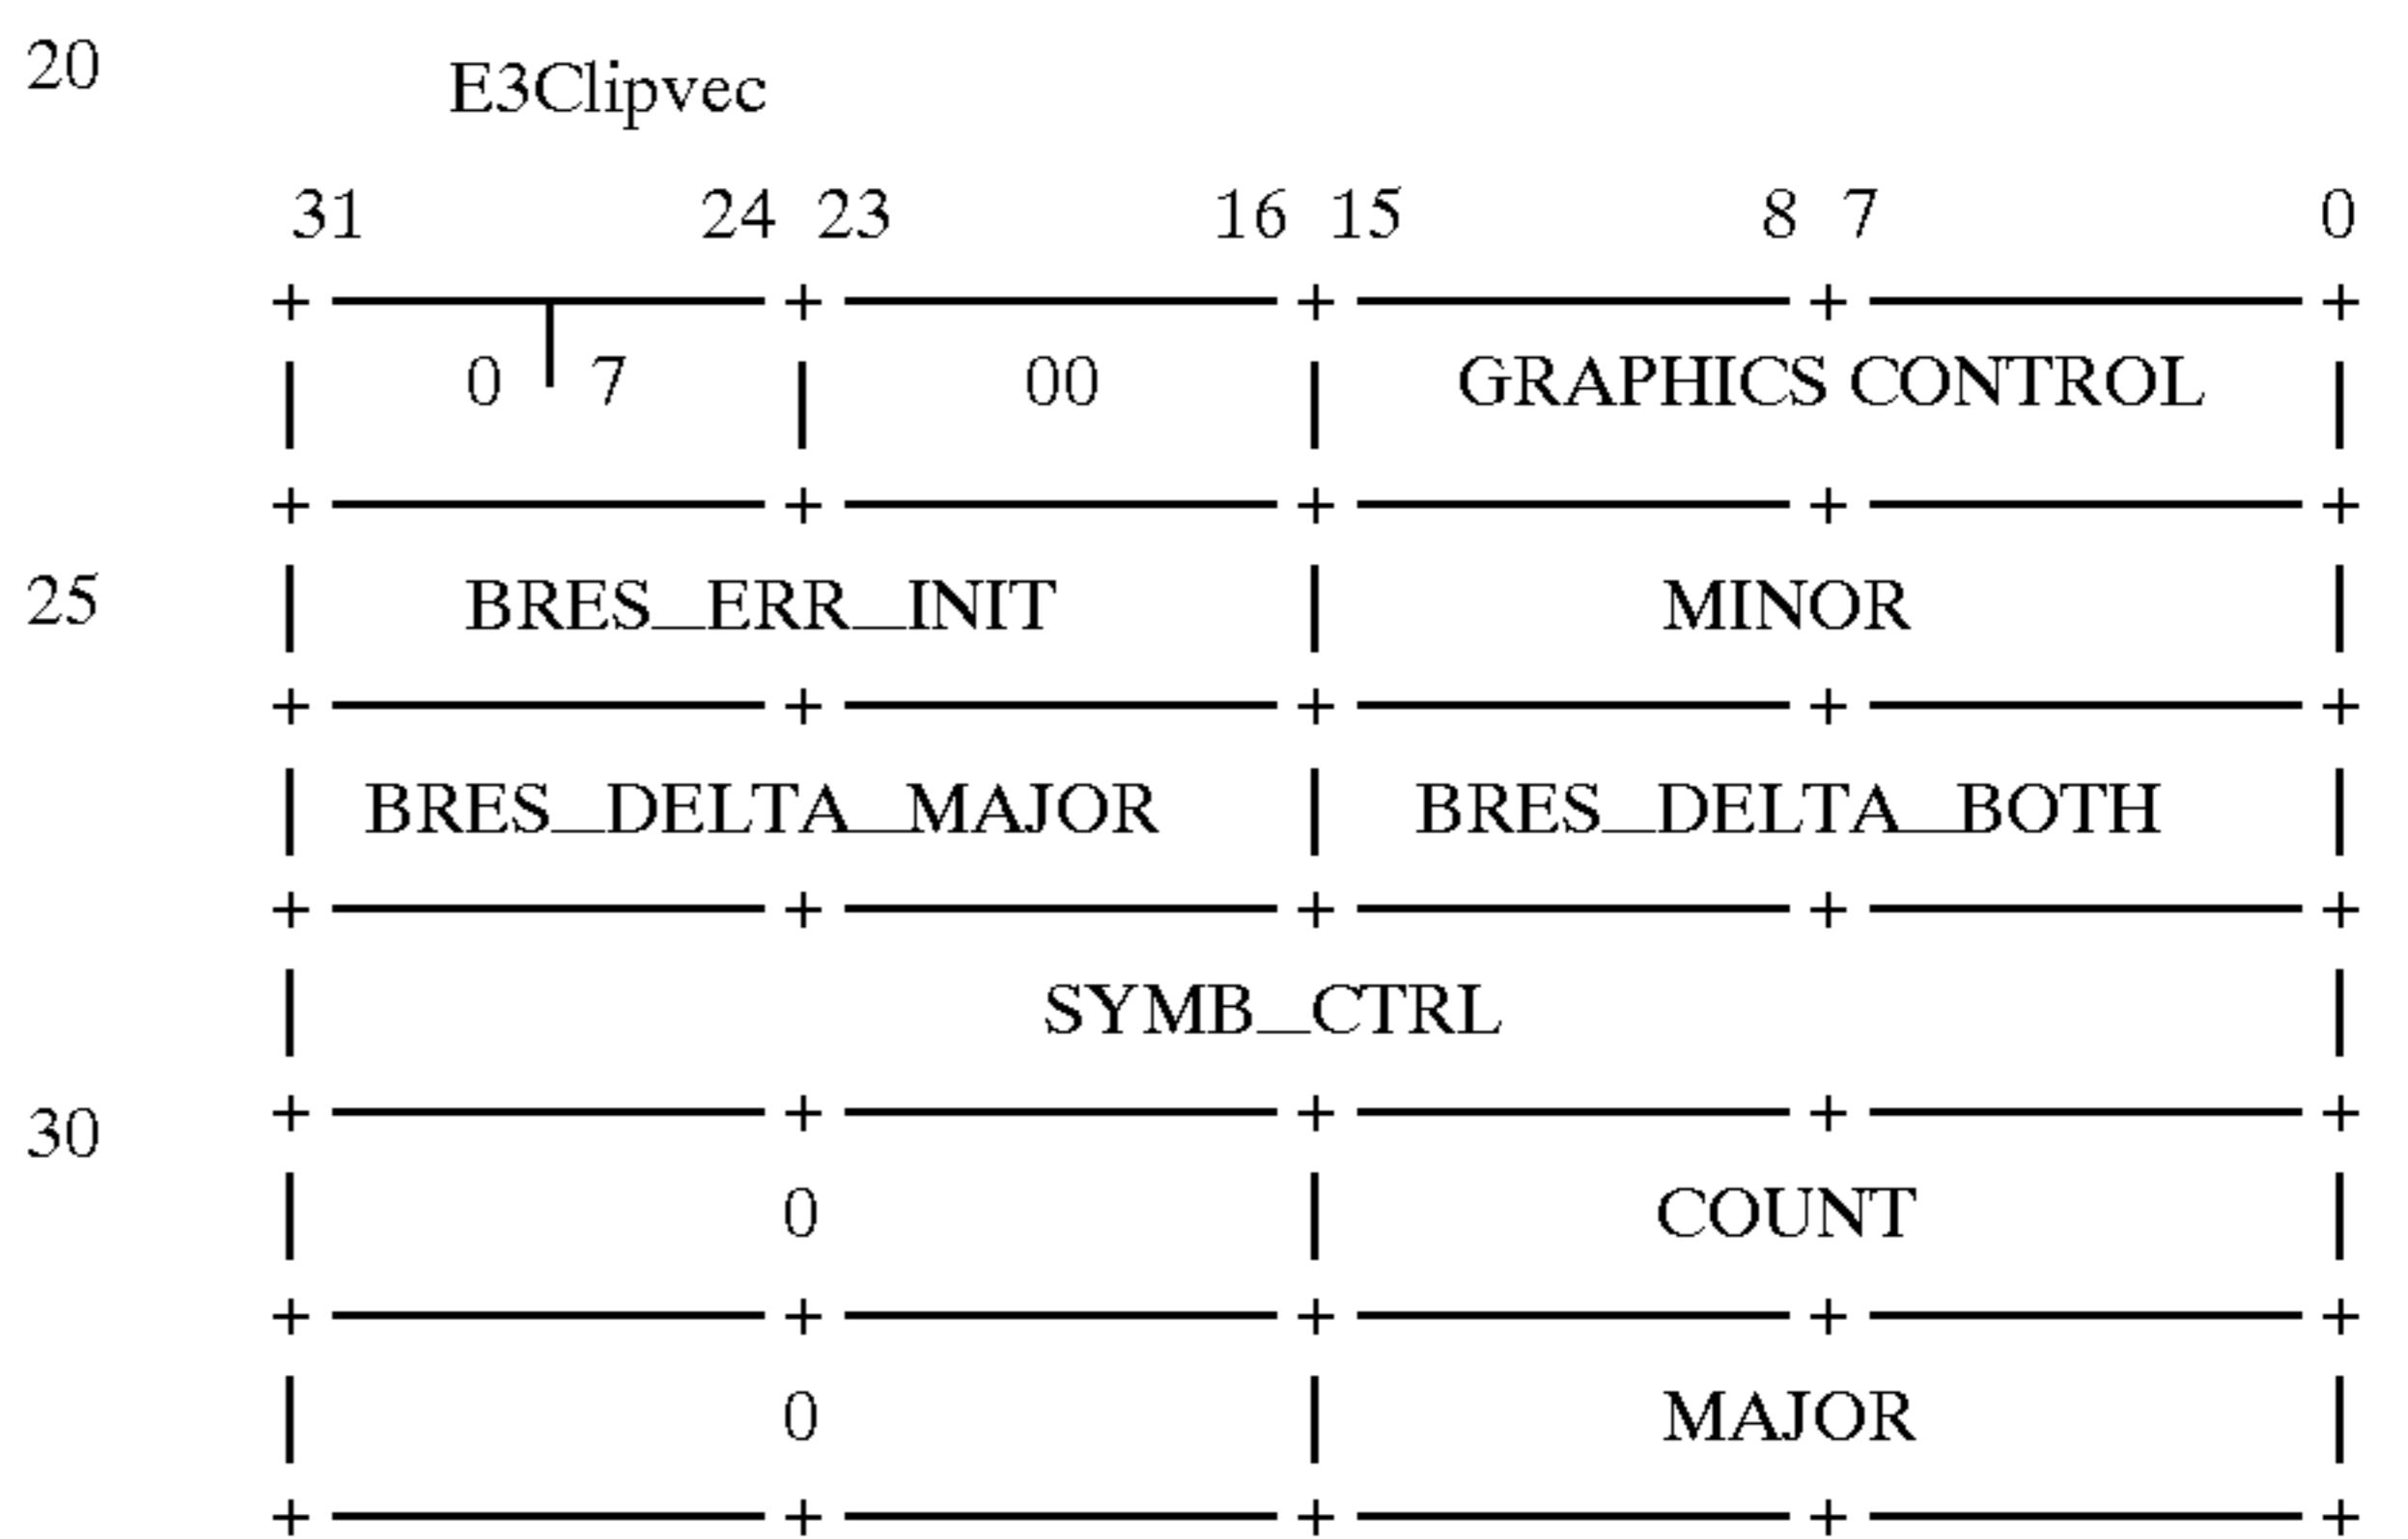 20
E3Clipvec
31 24 23 16 15 8 7 0
0 7 00 GRAPHICS CONTROL
25 BRES_ERR_INIT MINOR
BRES_DELTA_MAJOR BRES_DELTA_BOTH
SYMB_CTRL
30
0 COUNT
0 MAJOR